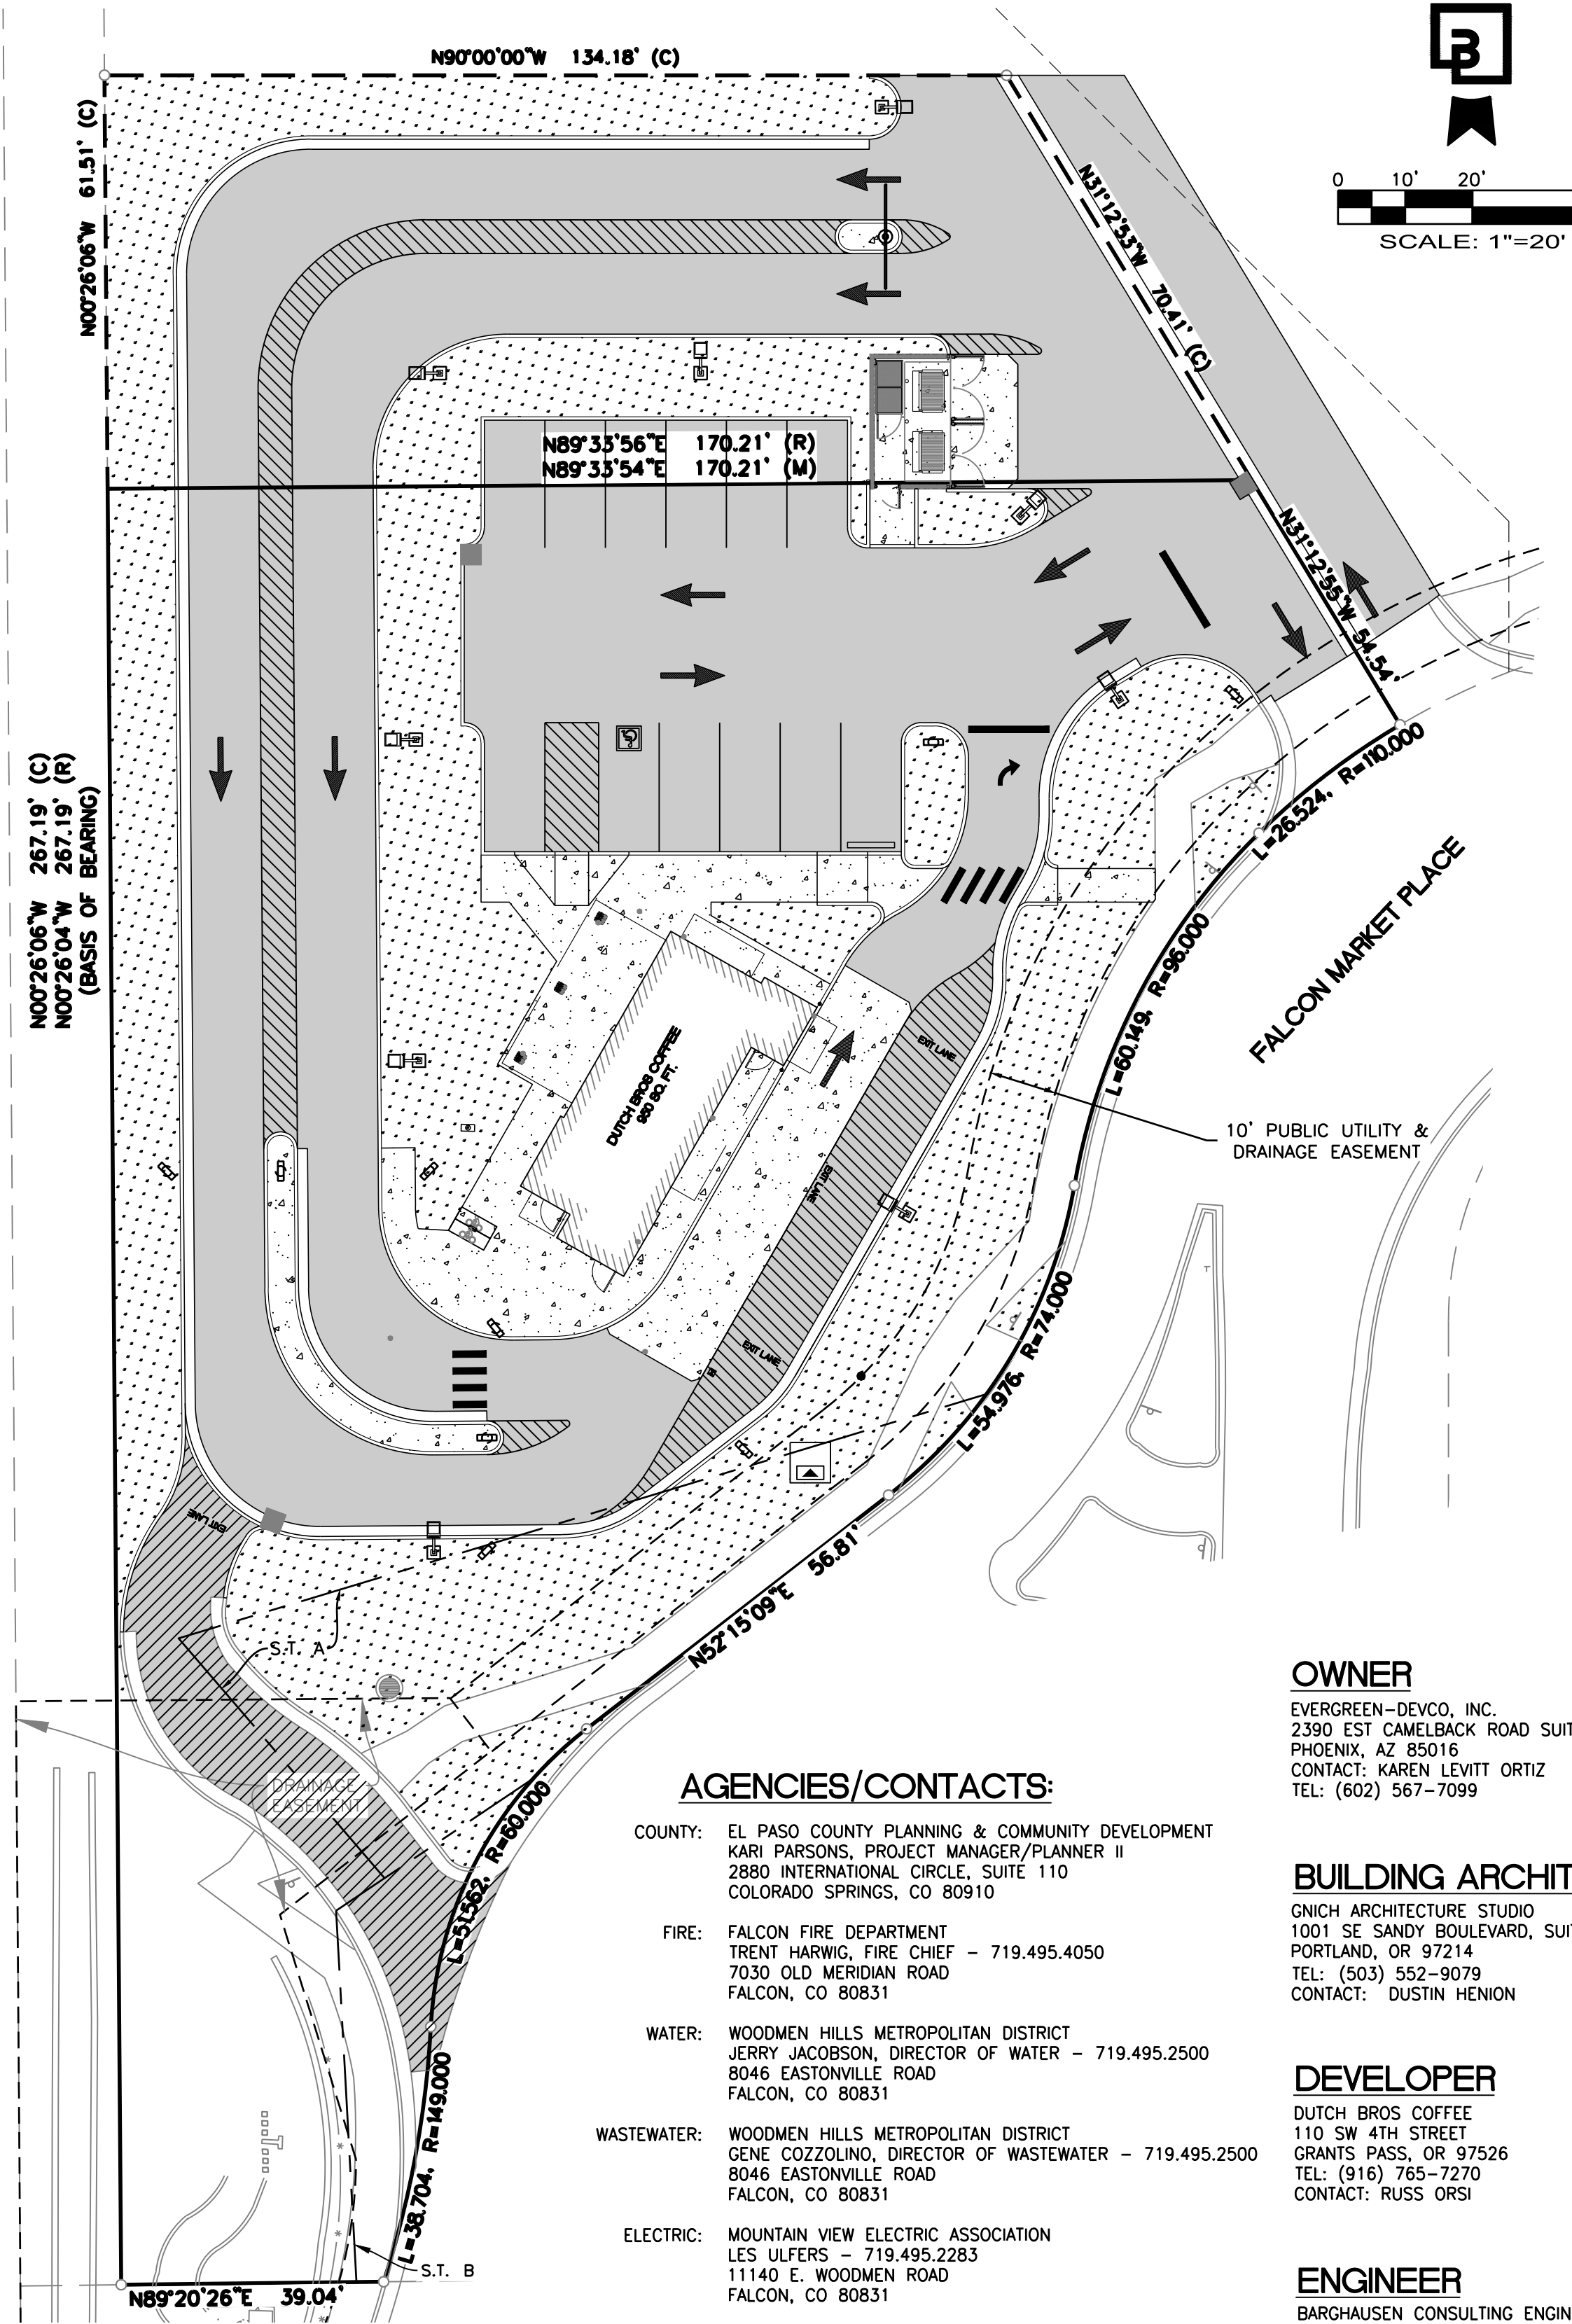 N90°00'00"W 134.18' (C)
B
0 10' 20'
SCALE: 1"=20'
N00°26'06"W 61.51' (C)
N31°12'53"W 70.41' (C)
N89°33'56"E 170.21' (R)
N89°33'54"E 170.21' (M)
N31°12'55"W 54.54'
N00°26'06"W 267.19' (C)
N00°26'04"W 267.19' (R)
(BASIS OF BEARING)
L=26.524, R=110.000
FALCON MARKET PLACE
L=60.149, R=96.000
DUTCH BROS COFFEE
950 SQ. FT.
EXIT LANE
10' PUBLIC UTILITY &
DRAINAGE EASEMENT
EXIT LANE
EXIT LANE
L=54.976, R=74.000
EXIT LANE
N52°15'09"E 56.81'
S.T. A
DRAINAGE
EASEMENT
L=51.562, R=60.000
L=38.704, R=149.000
S.T. B
N89°20'26"E 39.04'
AGENCIES/CONTACTS:
COUNTY: EL PASO COUNTY PLANNING & COMMUNITY DEVELOPMENT
KARI PARSONS, PROJECT MANAGER/PLANNER II
2880 INTERNATIONAL CIRCLE, SUITE 110
COLORADO SPRINGS, CO 80910
FIRE: FALCON FIRE DEPARTMENT
TRENT HARWIG, FIRE CHIEF - 719.495.4050
7030 OLD MERIDIAN ROAD
FALCON, CO 80831
WATER: WOODMEN HILLS METROPOLITAN DISTRICT
JERRY JACOBSON, DIRECTOR OF WATER - 719.495.2500
8046 EASTONVILLE ROAD
FALCON, CO 80831
WASTEWATER: WOODMEN HILLS METROPOLITAN DISTRICT
GENE COZZOLINO, DIRECTOR OF WASTEWATER - 719.495.2500
8046 EASTONVILLE ROAD
FALCON, CO 80831
ELECTRIC: MOUNTAIN VIEW ELECTRIC ASSOCIATION
LES ULFERS - 719.495.2283
11140 E. WOODMEN ROAD
FALCON, CO 80831
OWNER
EVERGREEN-DEVCO, INC.
2390 EST CAMELBACK ROAD SUIT
PHOENIX, AZ 85016
CONTACT: KAREN LEVITT ORTIZ
TEL: (602) 567-7099
BUILDING ARCHIT
GNICH ARCHITECTURE STUDIO
1001 SE SANDY BOULEVARD, SUI
PORTLAND, OR 97214
TEL: (503) 552-9079
CONTACT: DUSTIN HENION
DEVELOPER
DUTCH BROS COFFEE
110 SW 4TH STREET
GRANTS PASS, OR 97526
TEL: (916) 765-7270
CONTACT: RUSS ORSI
ENGINEER
BARGHAUSEN CONSULTING ENGIN